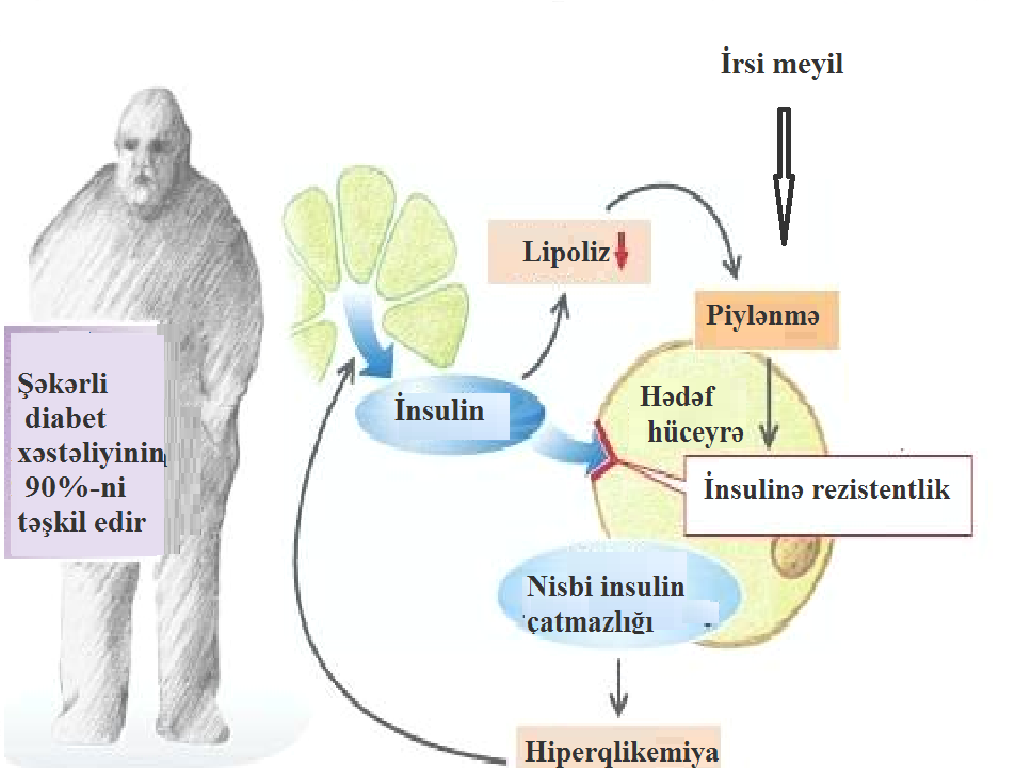 İrsi meyil
Lipoliz
Piylənmə
İnsulin
Hədəf
hüceyrə
İnsulinə rezistentlik
Şəkərli
diabet
xəstəliyinin
90%-ni
təşkil edir
Nisbi insulin
çatmazlığı
Hiperqlikemiya